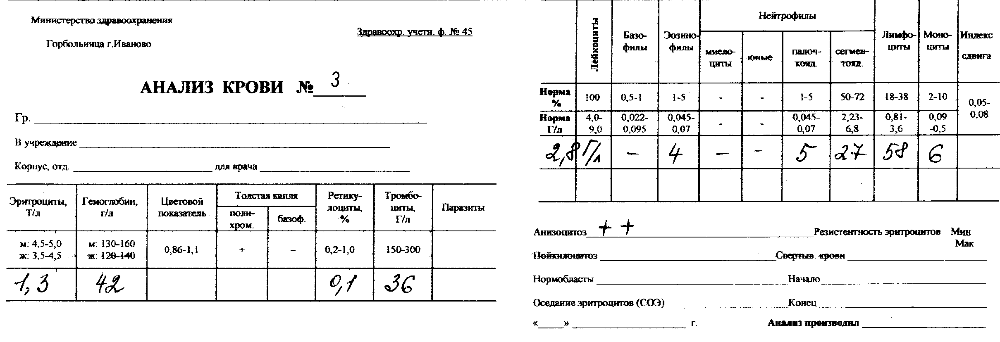 Министерство здравоохранения
Здравоохр. учетн. ф. № 45
Горбольница г.Иваново
АНАЛИЗ КРОВИ № 3
Гр.
В учреждение
Корпус, отд. для врача
Эритроциты, Т/л Гемоглобин, г/л Цветовой показатель Толстая капля Ретику-лоциты, % Тромбо-циты, Г/л Паразиты
поли-хром. базоф.
м: 4,5-5,0 м: 130-160 0,86-1,1 + – 0,2-1,0 150-300
ж: 3,5-4,5 ж: 120-140
1,3 42 0,1 36
Лейкоциты Базо-филы Эозино-филы Нейтрофилы Лимфо-циты Моно-циты Индекс сдвига
миело-циты юные палоч-кояд. сегмен-тояд.
Норма % 100 0,5-1 1-5 - - 1-5 50-72 18-38 2-10 0,05-0,08
Норма Г/л 4,0-9,0 0,022-0,095 0,045-0,07 - - 0,045-0,07 2,23-6,8 0,81-3,6 0,09-0,5
2,8 Г/л – 4 – – 5 27 58 6
Анизоцитоз + + Резистентность эритроцитов Мин
Мак
Пойкилоцитоз Свертыв. крови
Нормобласты Начало
Оседание эритроцитов (СОЭ) Конец
« » г. Анализ производил